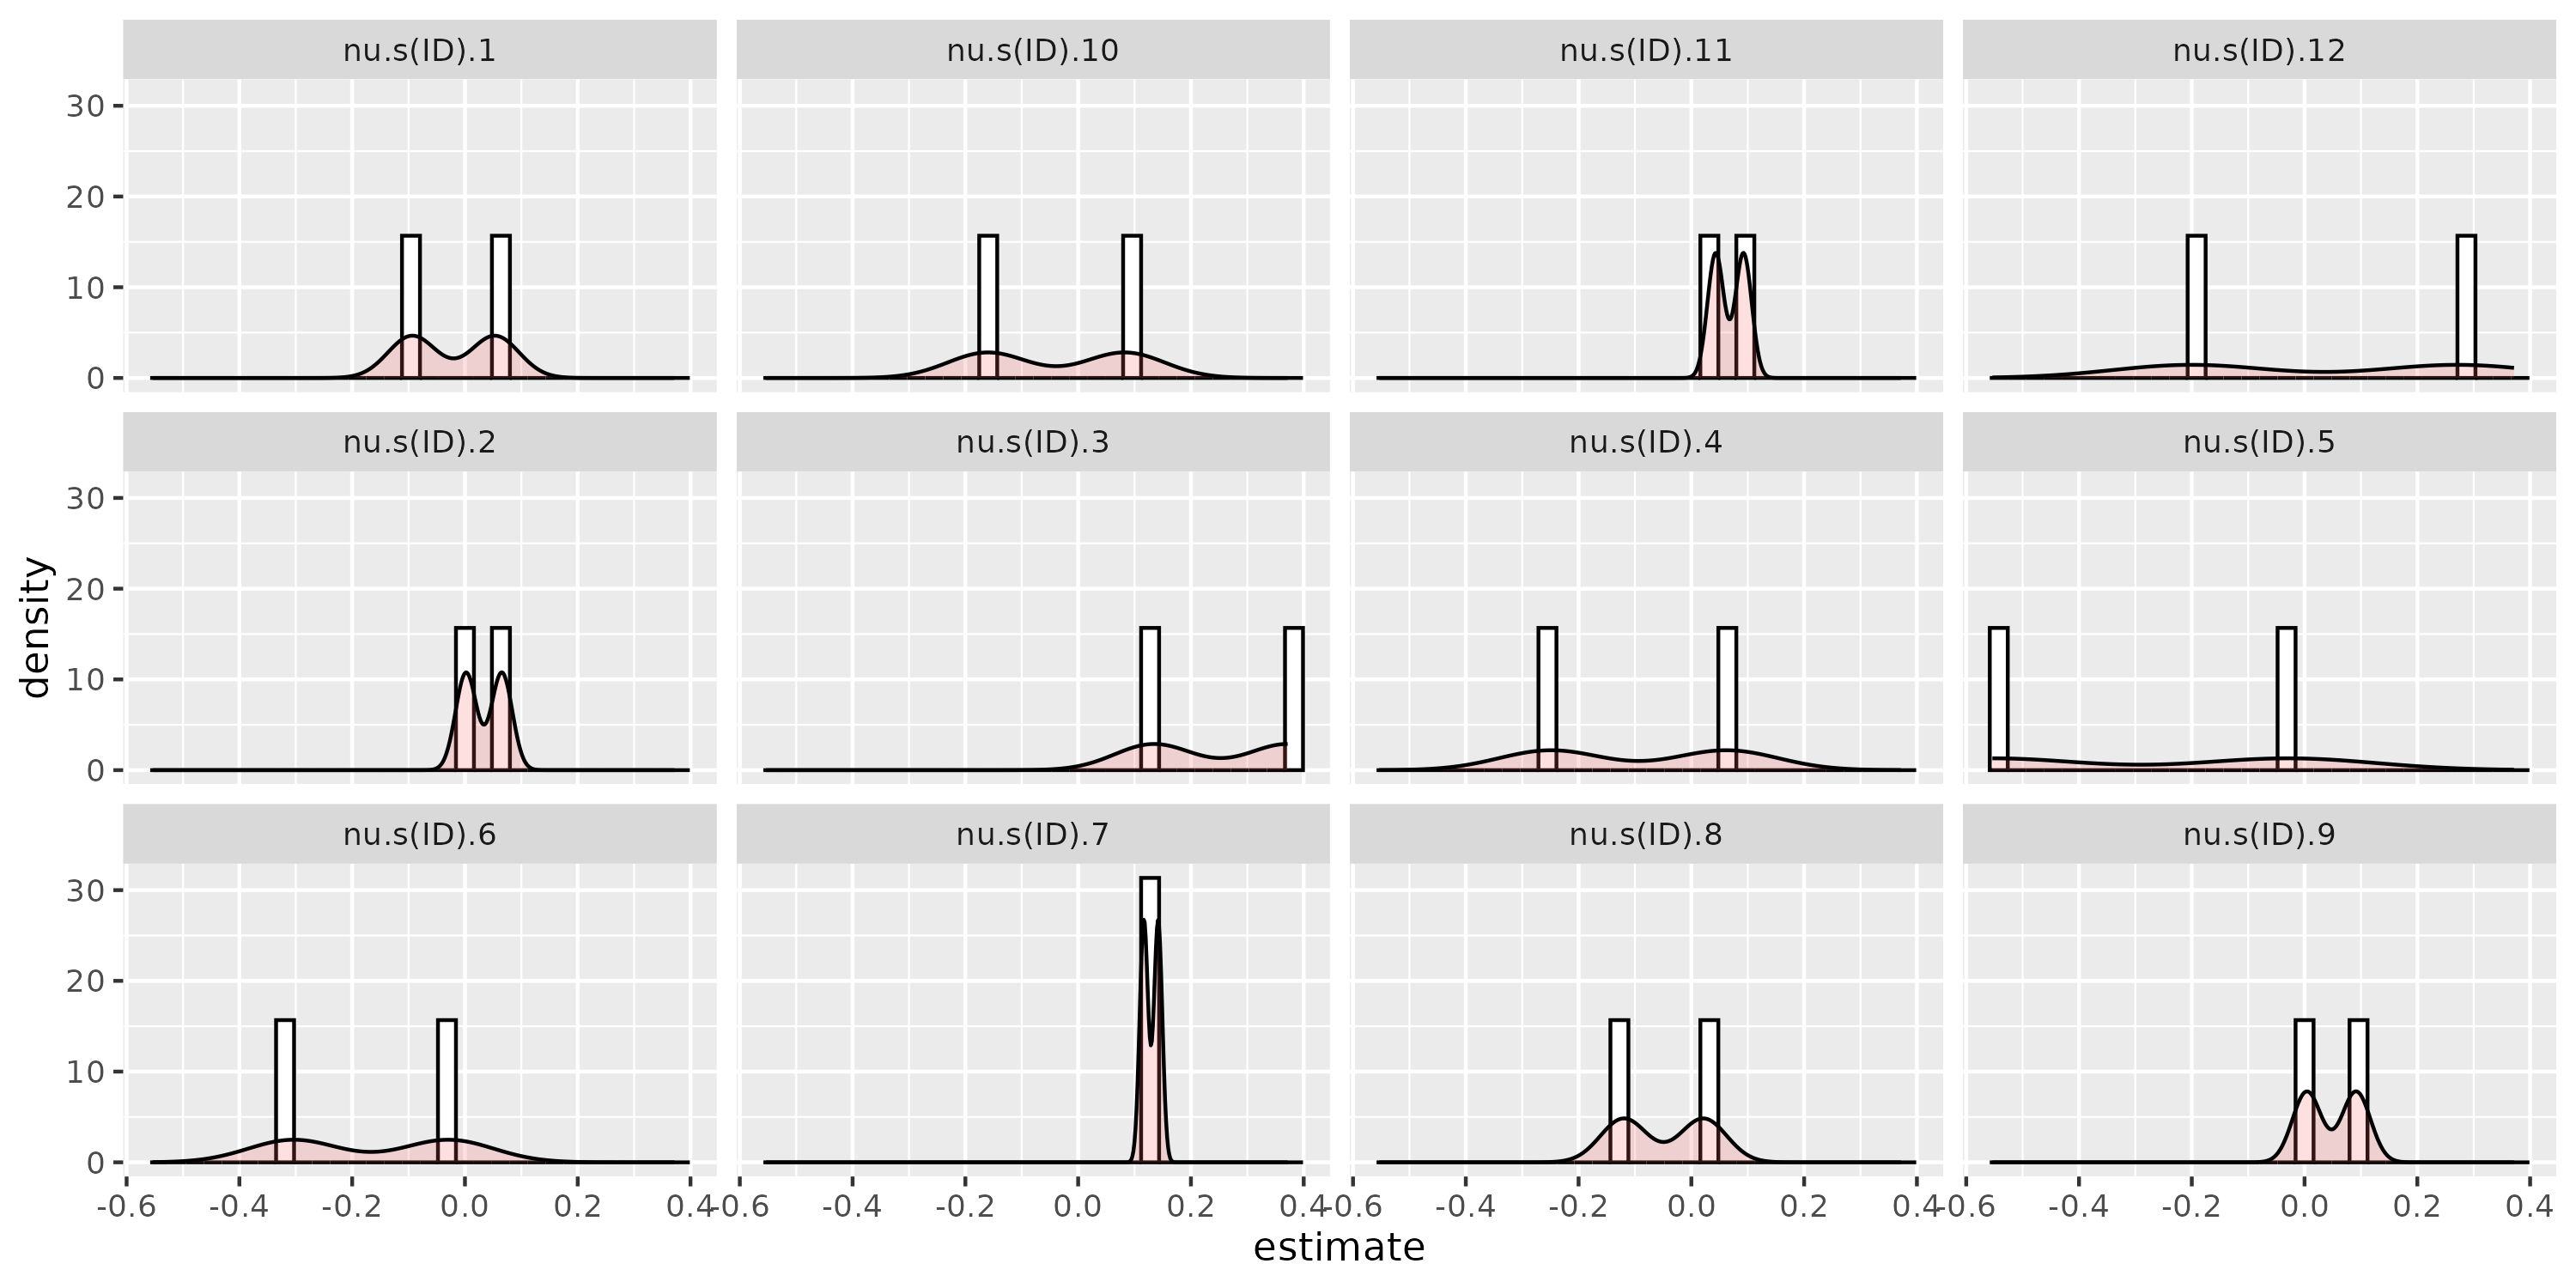 nu.s(ID).1 nu.s(ID).10 nu.s(ID).11 nu.s(ID).12
30
20
10
0
nu.s(ID).2 nu.s(ID).3 nu.s(ID).4 nu.s(ID).5
30
20
10
0
density
nu.s(ID).6 nu.s(ID).7 nu.s(ID).8 nu.s(ID).9
30
20
10
0
-0.6 -0.4 -0.2 0.0 0.2 0.4 -0.6 -0.4 -0.2 0.0 0.2 0.4 -0.6 -0.4 -0.2 0.0 0.2 0.4 -0.6 -0.4 -0.2 0.0 0.2 0.4
estimate